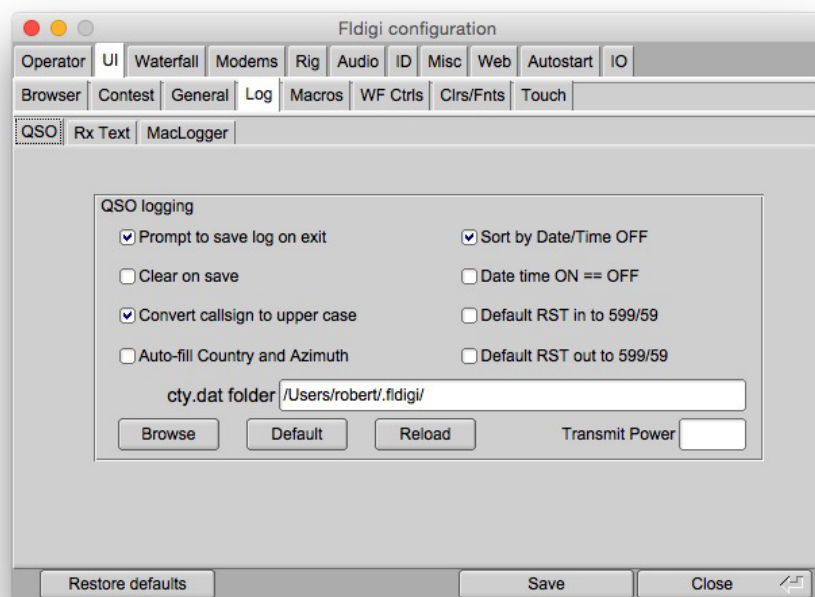 Fldigi configuration
Operator UI Waterfall Modems Rig Audio ID Misc Web Autostart IO
Browser Contest General Log Macros WF Ctrls Clrs/Fnts Touch
QSO Rx Text MacLogger
QSO logging
Prompt to save log on exit Sort by Date/Time OFF
Clear on save Date time ON == OFF
Convert callsign to upper case Default RST in to 599/59
Auto-fill Country and Azimuth Default RST out to 599/59
cty.dat folder /Users/robert/.fldigi/
Browse Default Reload Transmit Power
Restore defaults Save Close